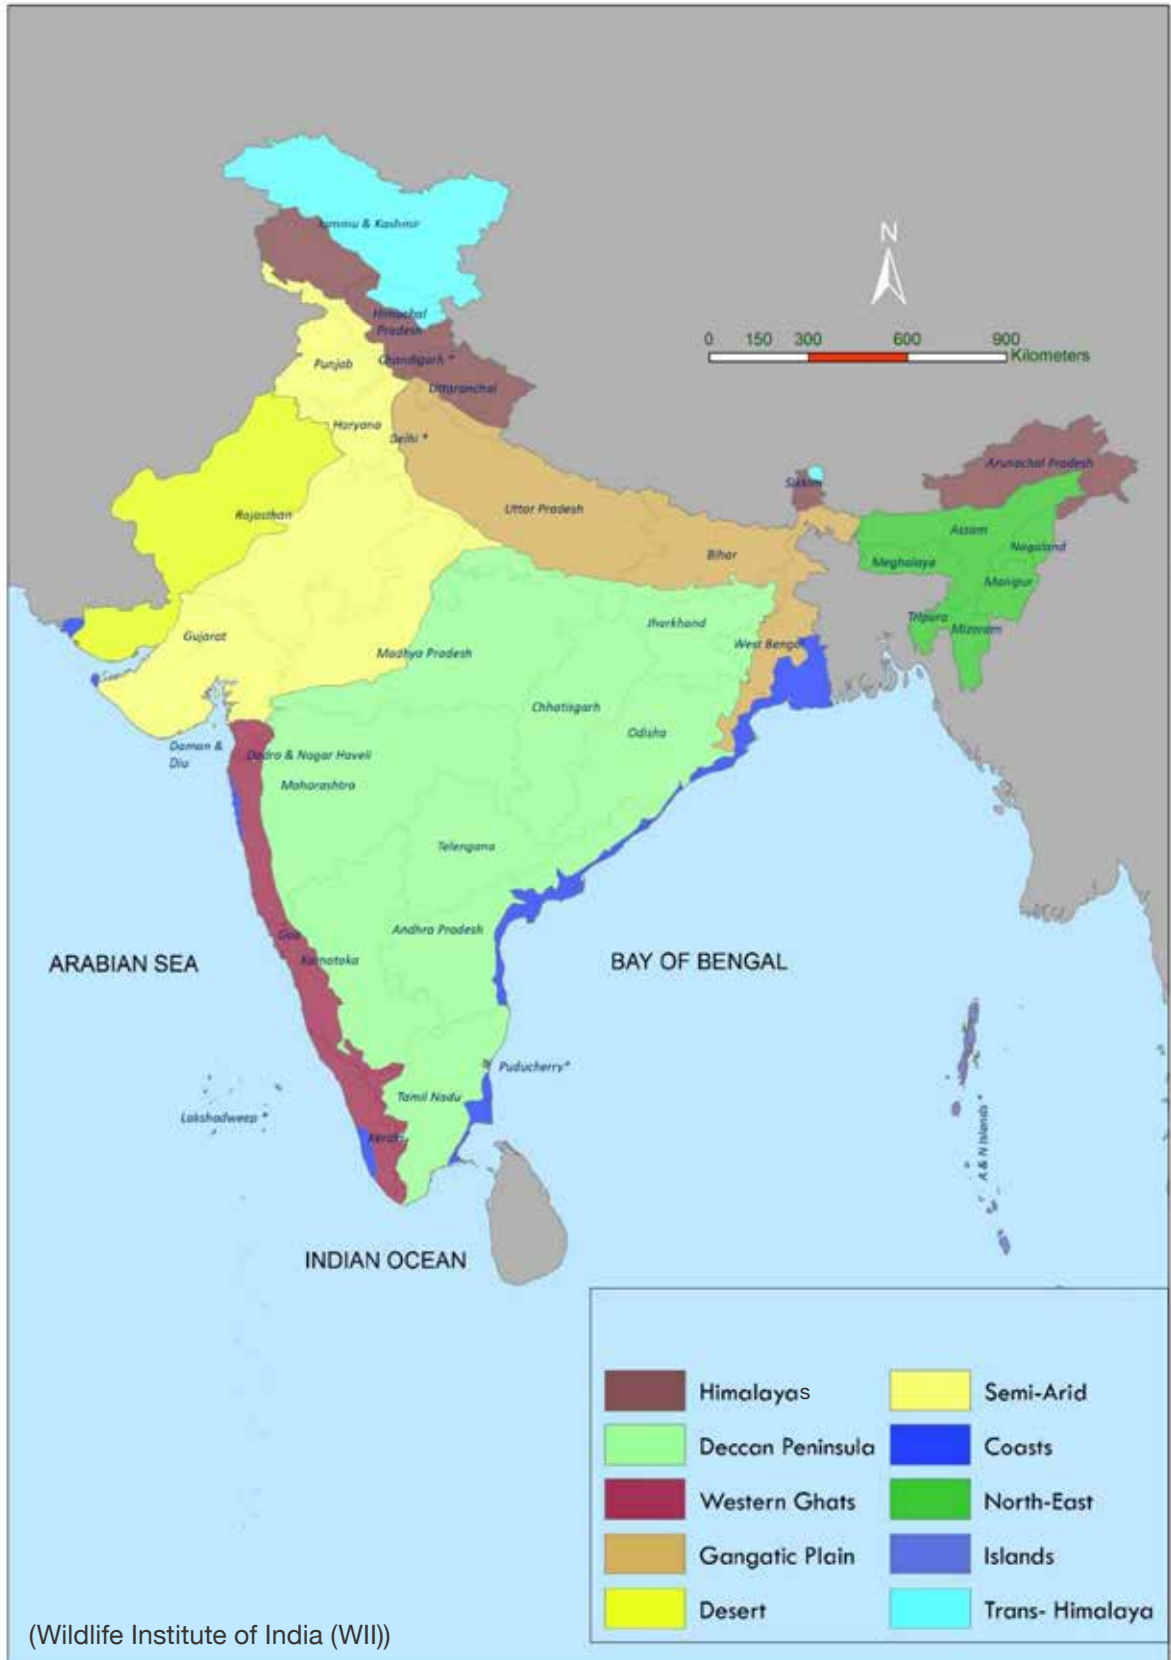 Jammu & Kashmir
N
Himachal
Pradesh
0 150 300 600 900
Kilometers
Chandigarh *
Punjab
Uttaranchal
Haryana
Delhi *
Arunachal Pradesh
Sikkim
Uttar Pradesh
Rajasthan
Assam
Nagaland
Bihar
Meghalaya
Manipur
Tripura
Mizoram
Jharkhand
Gujarat
West Bengal
Madhya Pradesh
Chhatisgarh
Odisha
Daman &
Diu
Dadra & Nagar Haveli
Maharashtra
Telengana
Andhra Pradesh
Goa
Karnataka
ARABIAN SEA
BAY OF BENGAL
Puducherry*
Tamil Nadu
Lakshadweep *
Kerala
A & N Islands *
INDIAN OCEAN
Himalayas
Semi-Arid
Deccan Peninsula
Coasts
Western Ghats
North-East
Gangatic Plain
Islands
Desert
Trans- Himalaya
(Wildlife Institute of India (WII))